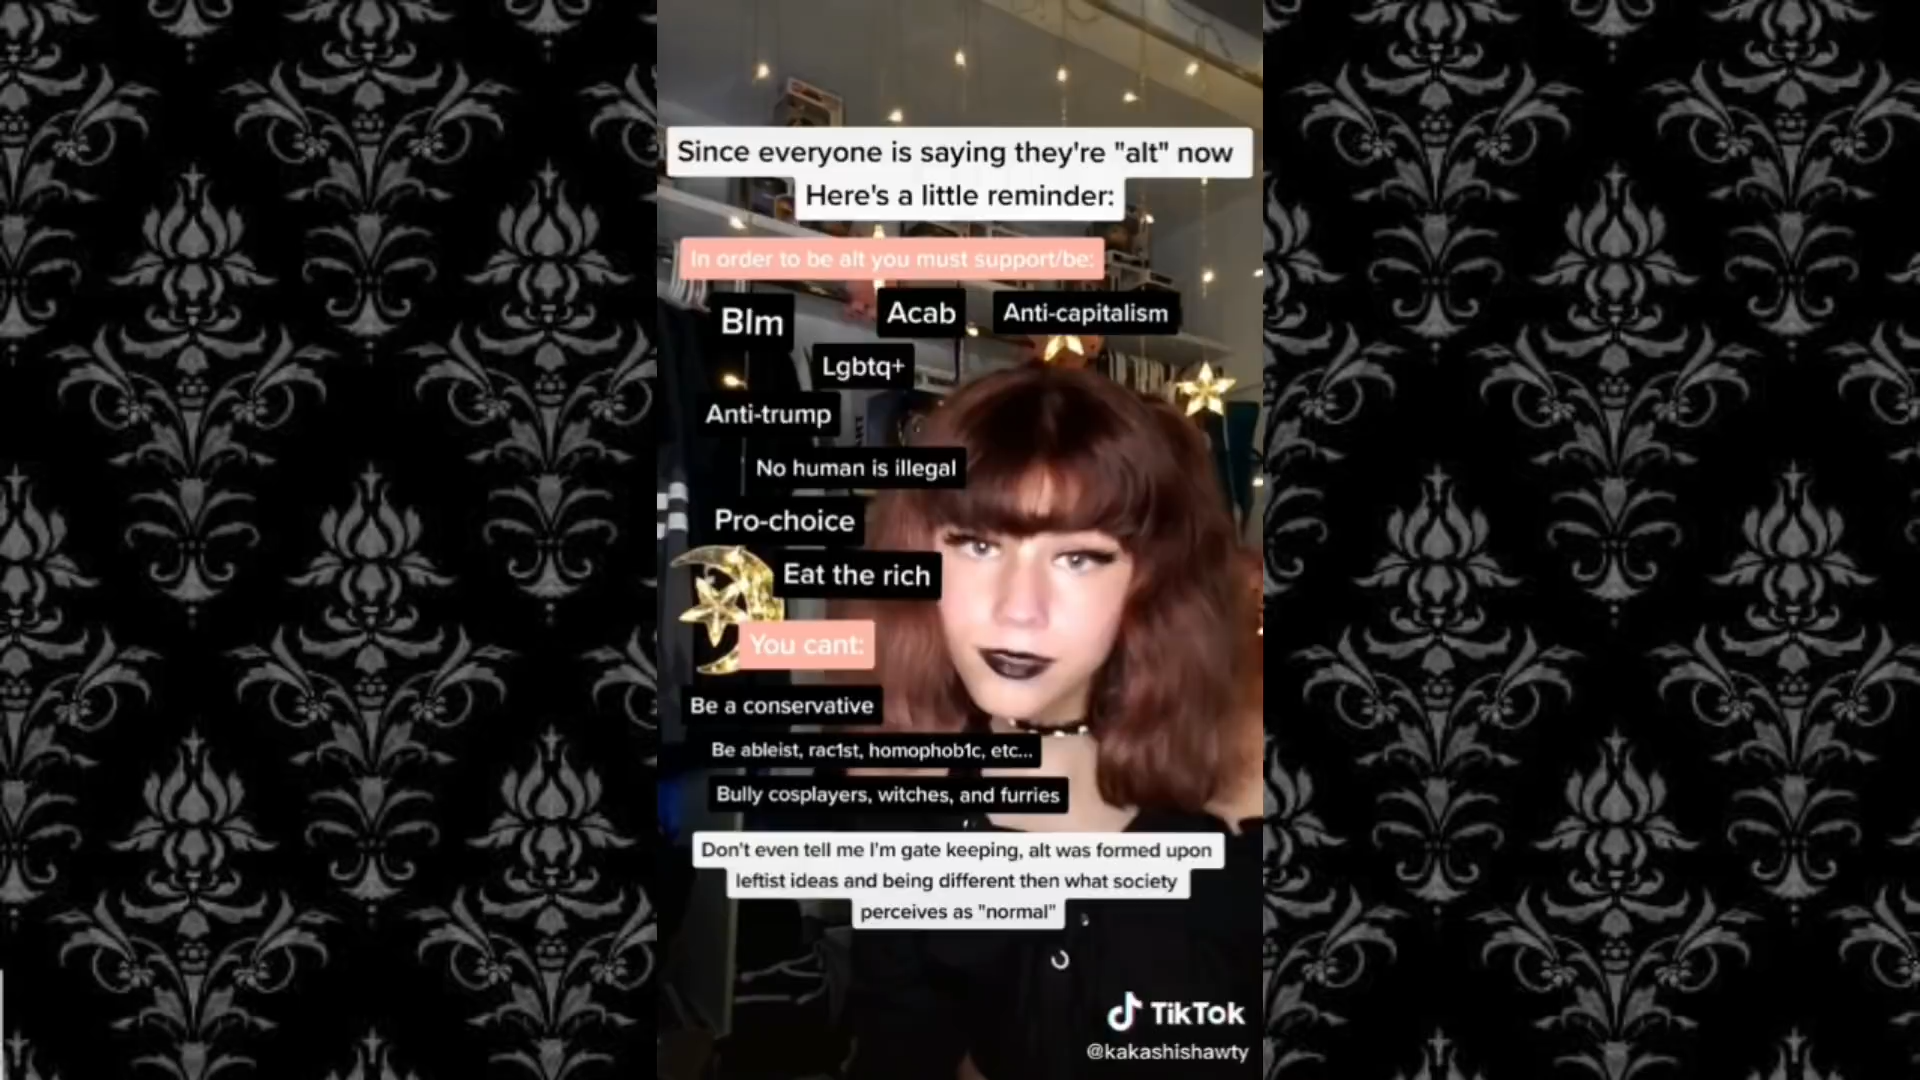 Since everyone is saying they're "alt" now
Here's a little reminder:
In order to be alt you must support/be:
Blm
Acab
Anti-capitalism
Lgbtq+
Anti-trump
No human is illegal
Pro-choice
Eat the rich
You cant:
Be a conservative
Be ableist, rac1st, homophob1c, etc...
Bully cosplayers, witches, and furries
Don't even tell me I'm gate keeping, alt was formed upon
leftist ideas and being different then what society
perceives as "normal"
TikTok
@kakashishawty